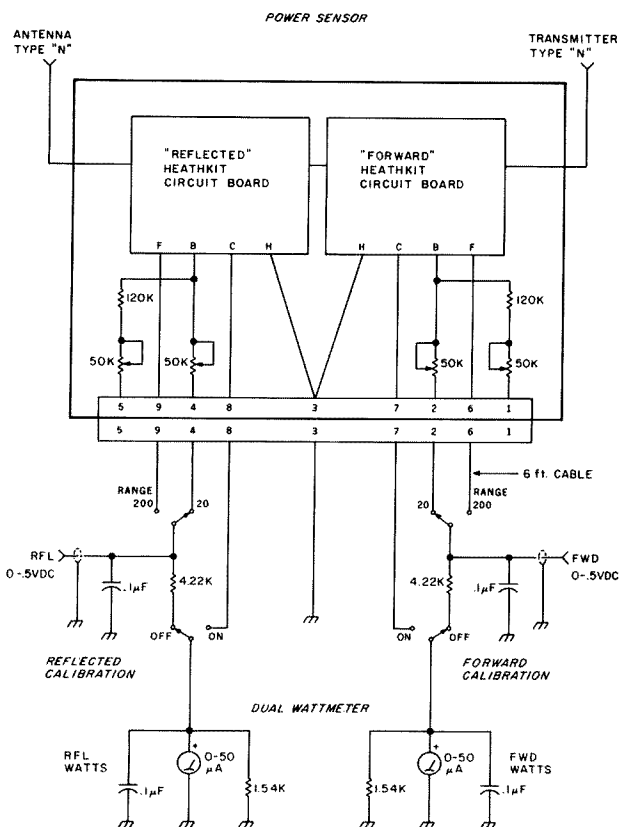 POWER SENSOR
ANTENNA
TYPE "N"
TRANSMITTER
TYPE "N"
"REFLECTED"
HEATHKIT
CIRCUIT BOARD
"FORWARD"
HEATHKIT
CIRCUIT BOARD
F B C H
H C B F
120K
120K
50K
50K
50K
50K
5 9 4 8 3 7 2 6 1
5 9 4 8 3 7 2 6 1
6 ft. CABLE
RANGE
200
20
RANGE
20
200
RFL
0-.5VDC
.1µF
4.22K
4.22K
.1µF
FWD
0-.5VDC
OFF
ON
ON
OFF
REFLECTED
CALIBRATION
FORWARD
CALIBRATION
DUAL WATTMETER
RFL
WATTS
.1µF
+
0-50
µA
1.54K
1.54K
+
0-50
µA
FWD
WATTS
.1µF